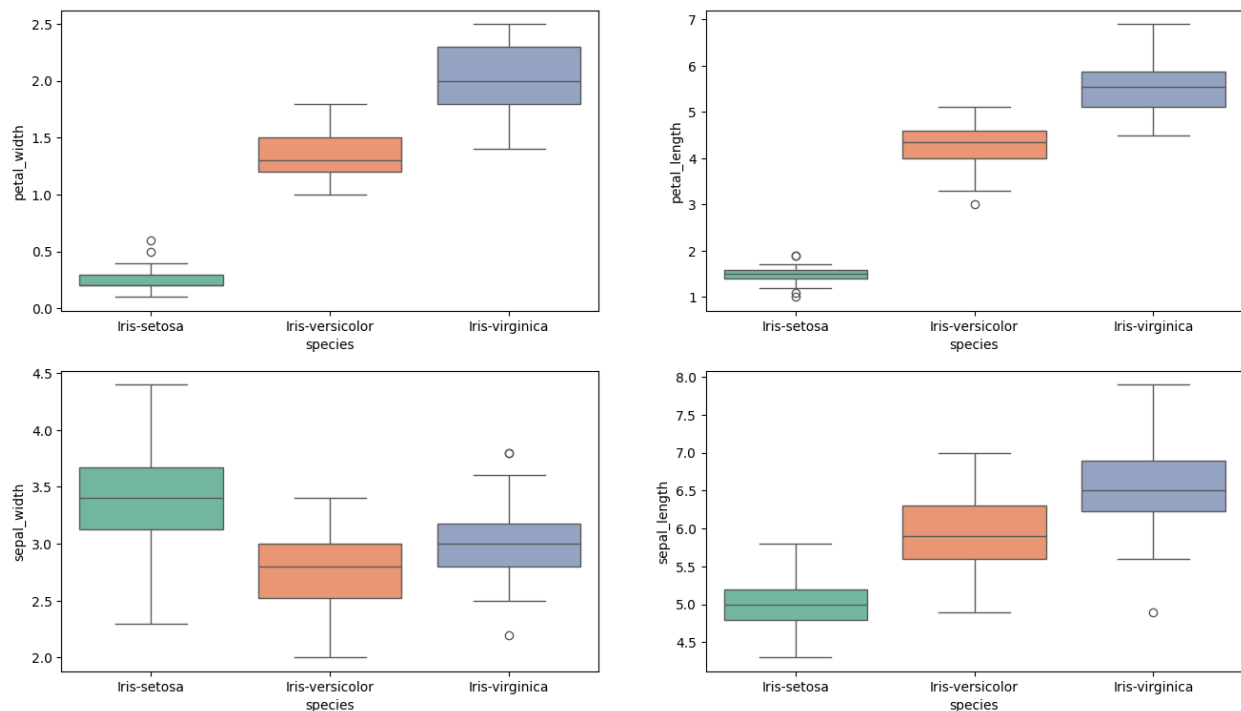 petal_width
2.5
2.0
1.5
1.0
0.5
0.0
Iris-setosa Iris-versicolor Iris-virginica
species
petal_length
7
6
5
4
3
2
1
Iris-setosa Iris-versicolor Iris-virginica
species
sepal_width
4.5
4.0
3.5
3.0
2.5
2.0
Iris-setosa Iris-versicolor Iris-virginica
species
sepal_length
8.0
7.5
7.0
6.5
6.0
5.5
5.0
4.5
Iris-setosa Iris-versicolor Iris-virginica
species